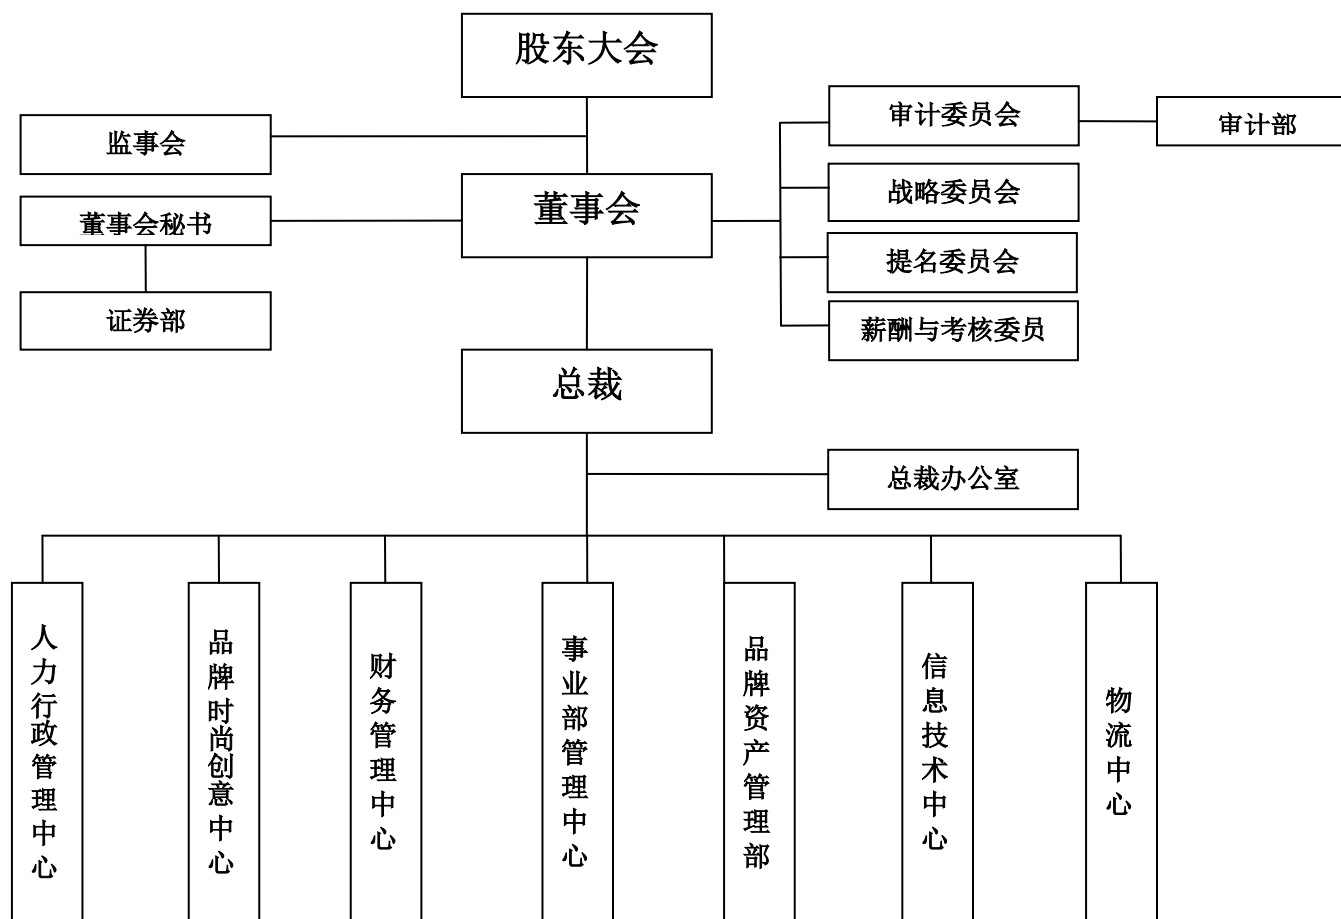 股东大会
审计委员会
审计部
监事会
战略委员会
董事会
董事会秘书
提名委员会
证券部
薪酬与考核委员
总裁
总裁办公室
人力行政管理中心
品牌时尚创意中心
财务管理中心
事业部管理中心
品牌资产管理部
信息技术中心
物流中心